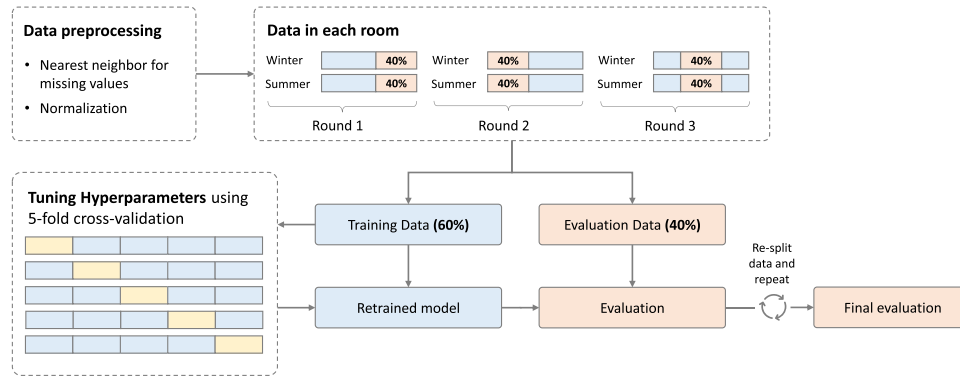 Data preprocessing
• Nearest neighbor for
missing values
• Normalization
Data in each room
Winter 40% Winter 40% Winter 40%
Summer 40% Summer 40% Summer 40%
Round 1 Round 2 Round 3
Tuning Hyperparameters using
5-fold cross-validation
Training Data (60%)
Evaluation Data (40%)
Retrained model
Evaluation
Re-split
data and
repeat
Final evaluation